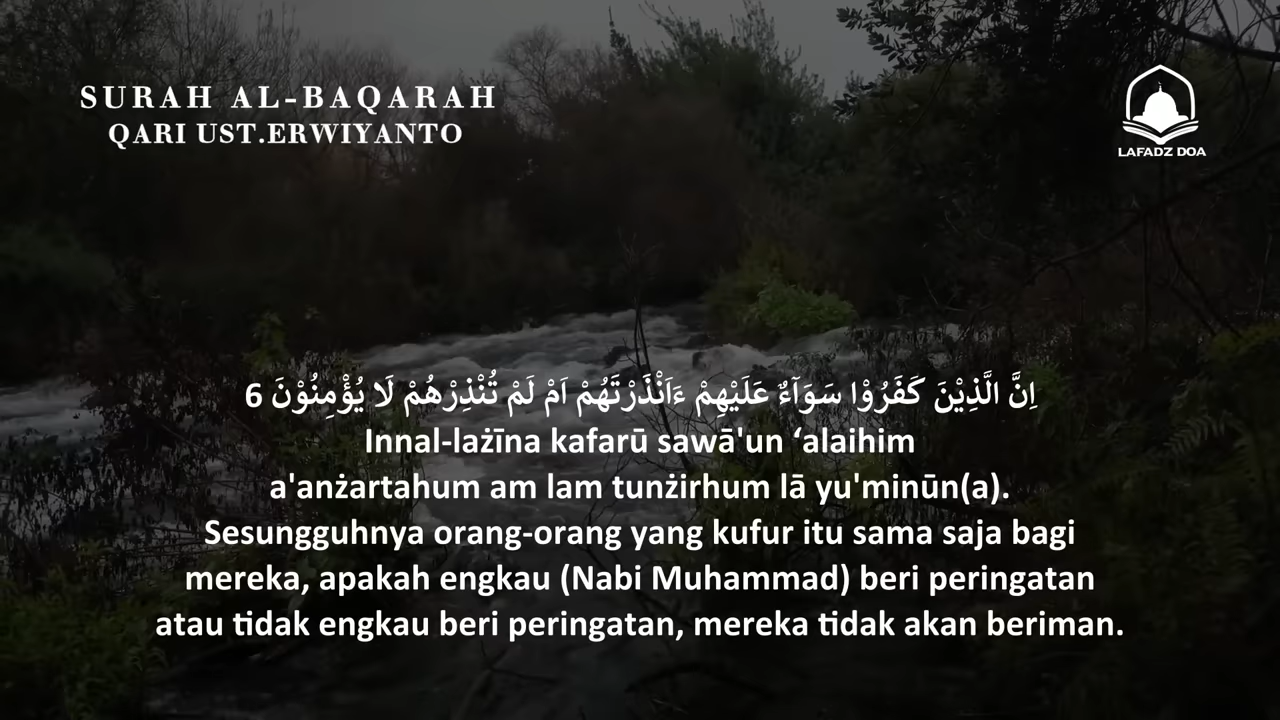 SURAH AL-BAQARAH
QARI UST.ERWIYANTO
LAFADZ DOA
اِنَّ الَّذِيْنَ كَفَرُوْا سَوَآءٌ عَلَيْهِمْ ءَاَنْذَرْتَهُمْ اَمْ لَمْ تُنْذِرْهُمْ لَا يُؤْمِنُوْنَ 6
Innal-lażīna kafarū sawā'un ‘alaihim
a'anżartahum am lam tunżirhum lā yu'minūn(a).
Sesungguhnya orang-orang yang kufur itu sama saja bagi
mereka, apakah engkau (Nabi Muhammad) beri peringatan
atau tidak engkau beri peringatan, mereka tidak akan beriman.